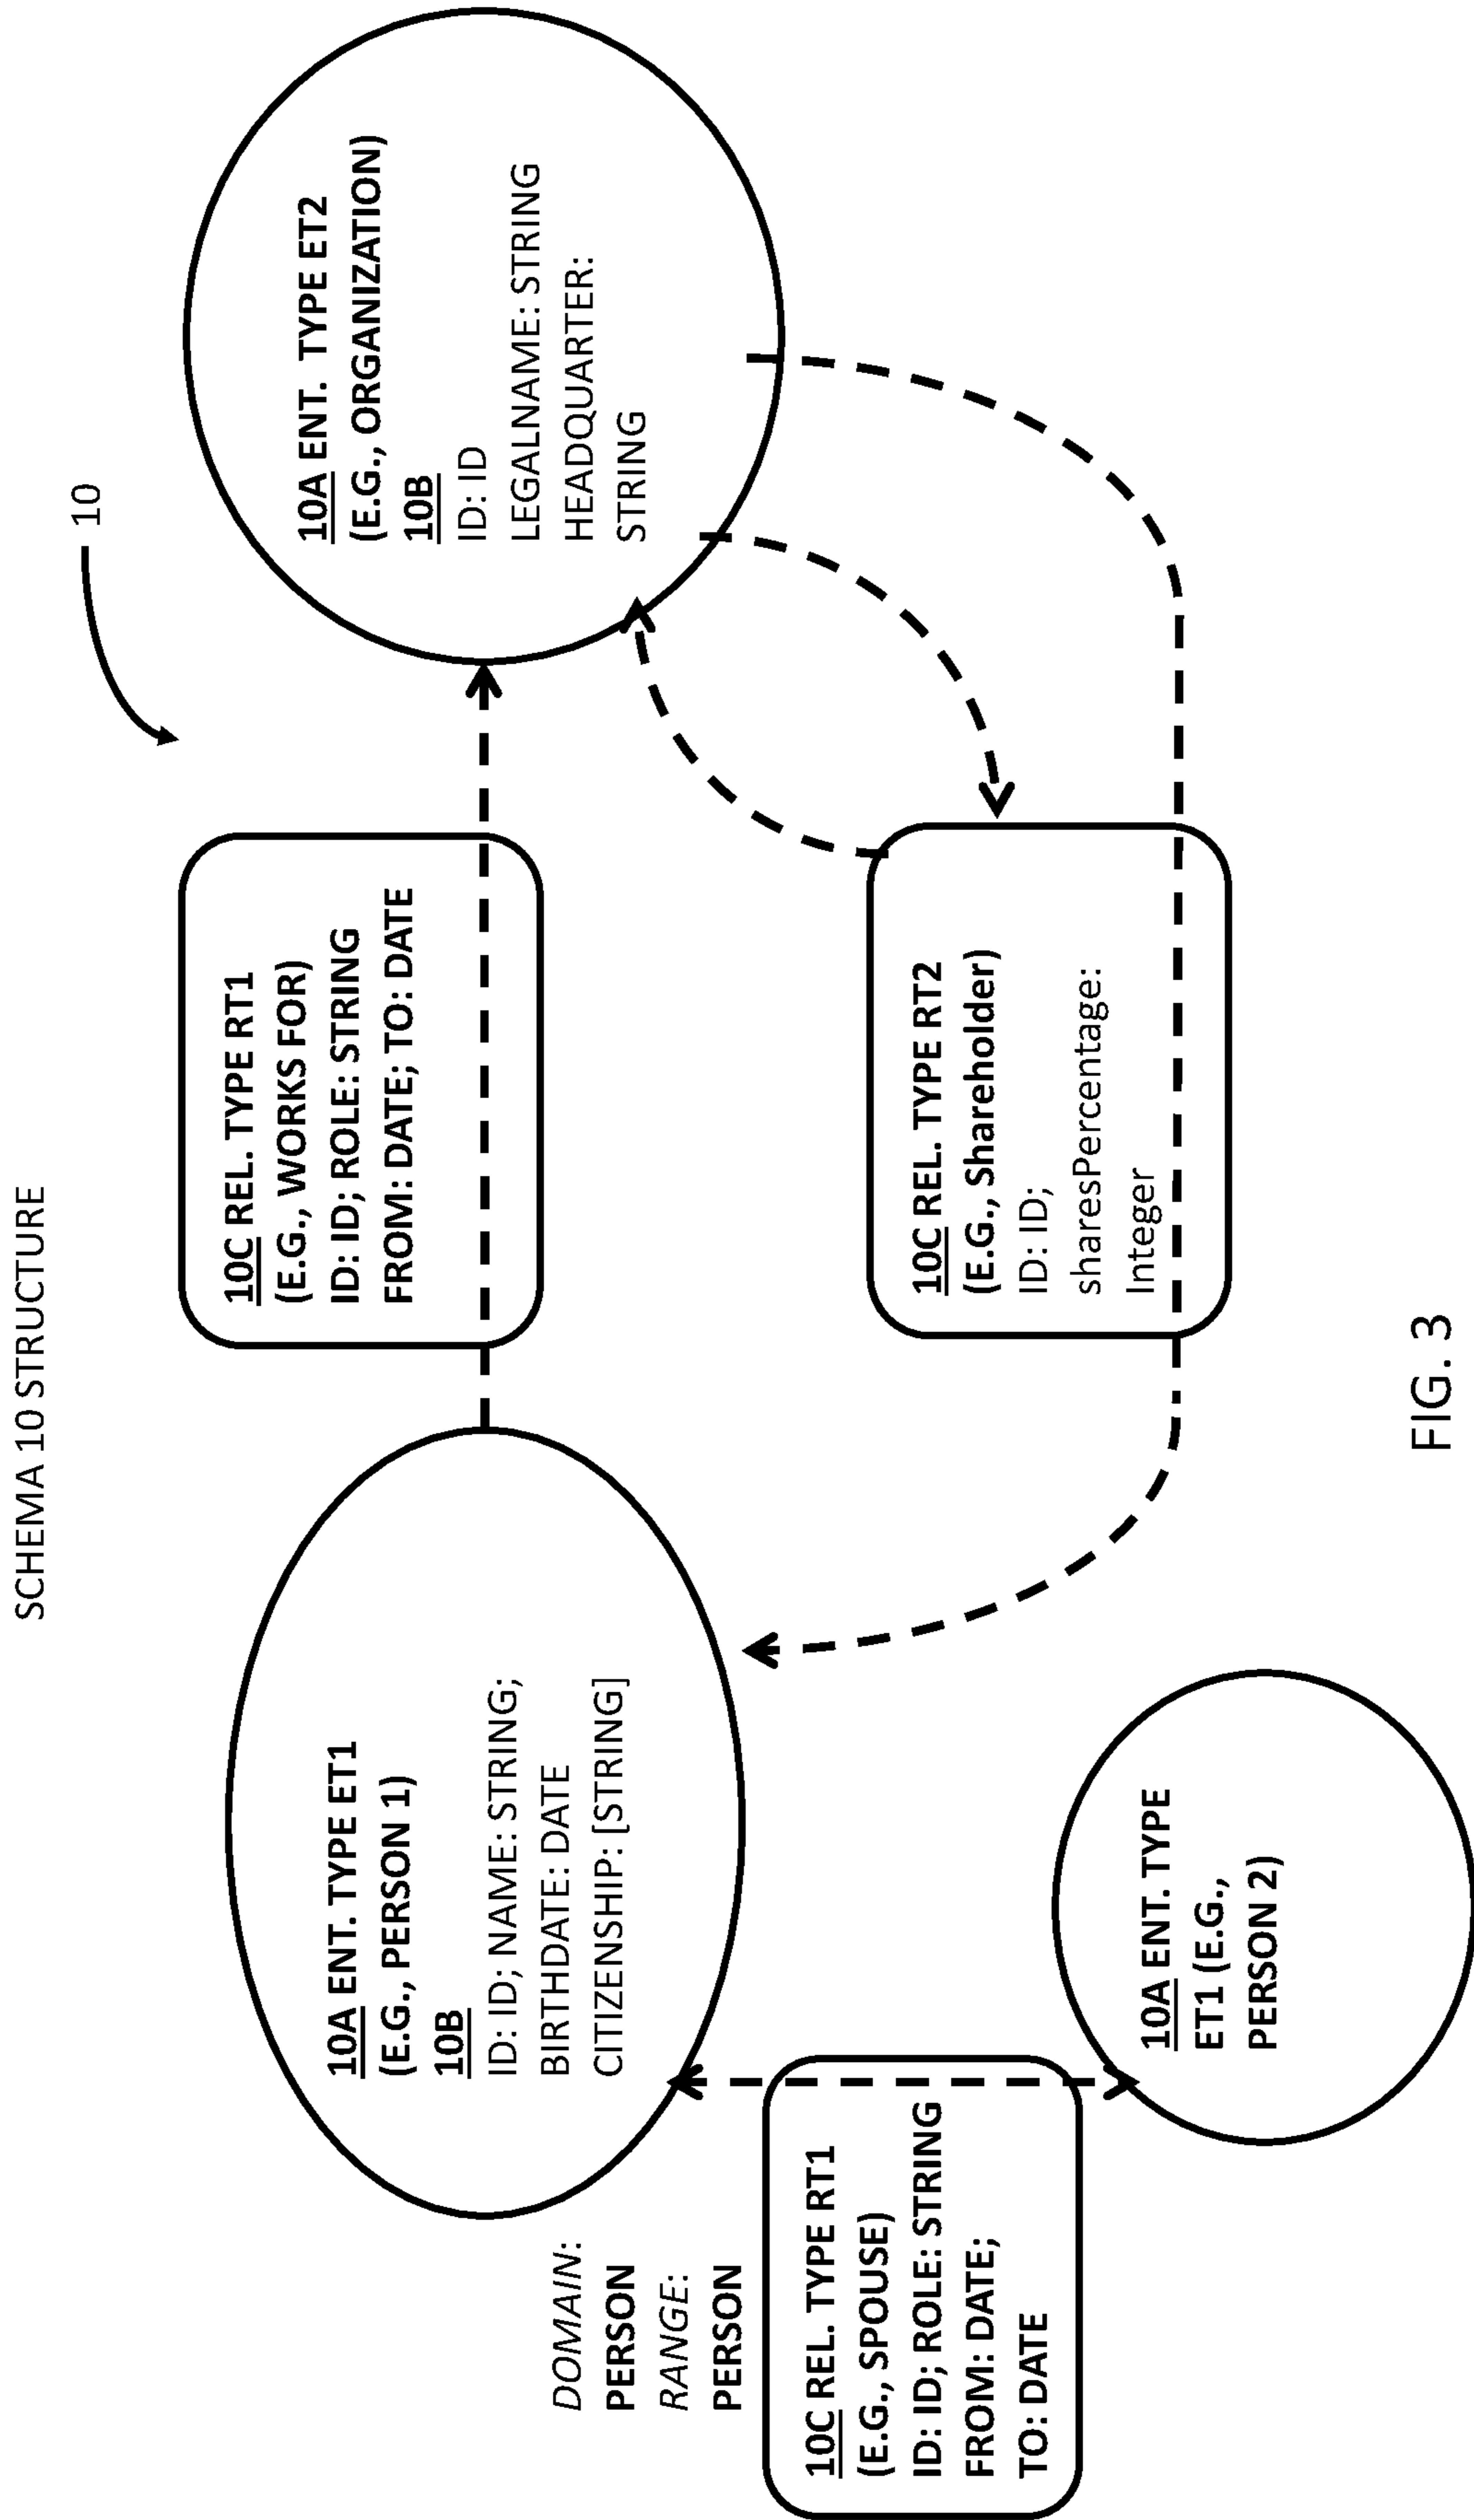 SCHEMA 10 STRUCTURE
10
DOMAIN:
PERSON
RANGE:
PERSON
10C REL. TYPE RT1
(E.G., SPOUSE)
ID: ID; ROLE: STRING
FROM: DATE;
TO: DATE
10A ENT. TYPE ET1
(E.G., PERSON 1)
10B
ID: ID; NAME: STRING;
BIRTHDATE: DATE
CITIZENSHIP: [STRING]
10A ENT. TYPE
ET1 (E.G.,
PERSON 2)
10C REL. TYPE RT1
(E.G., WORKS FOR)
ID: ID; ROLE: STRING
FROM: DATE; TO: DATE
10C REL. TYPE RT2
(E.G., Shareholder)
ID: ID;
sharesPercentage:
Integer
10A ENT. TYPE ET2
(E.G., ORGANIZATION)
10B
ID: ID
LEGALNAME: STRING
HEADQUARTER:
STRING
FIG. 3